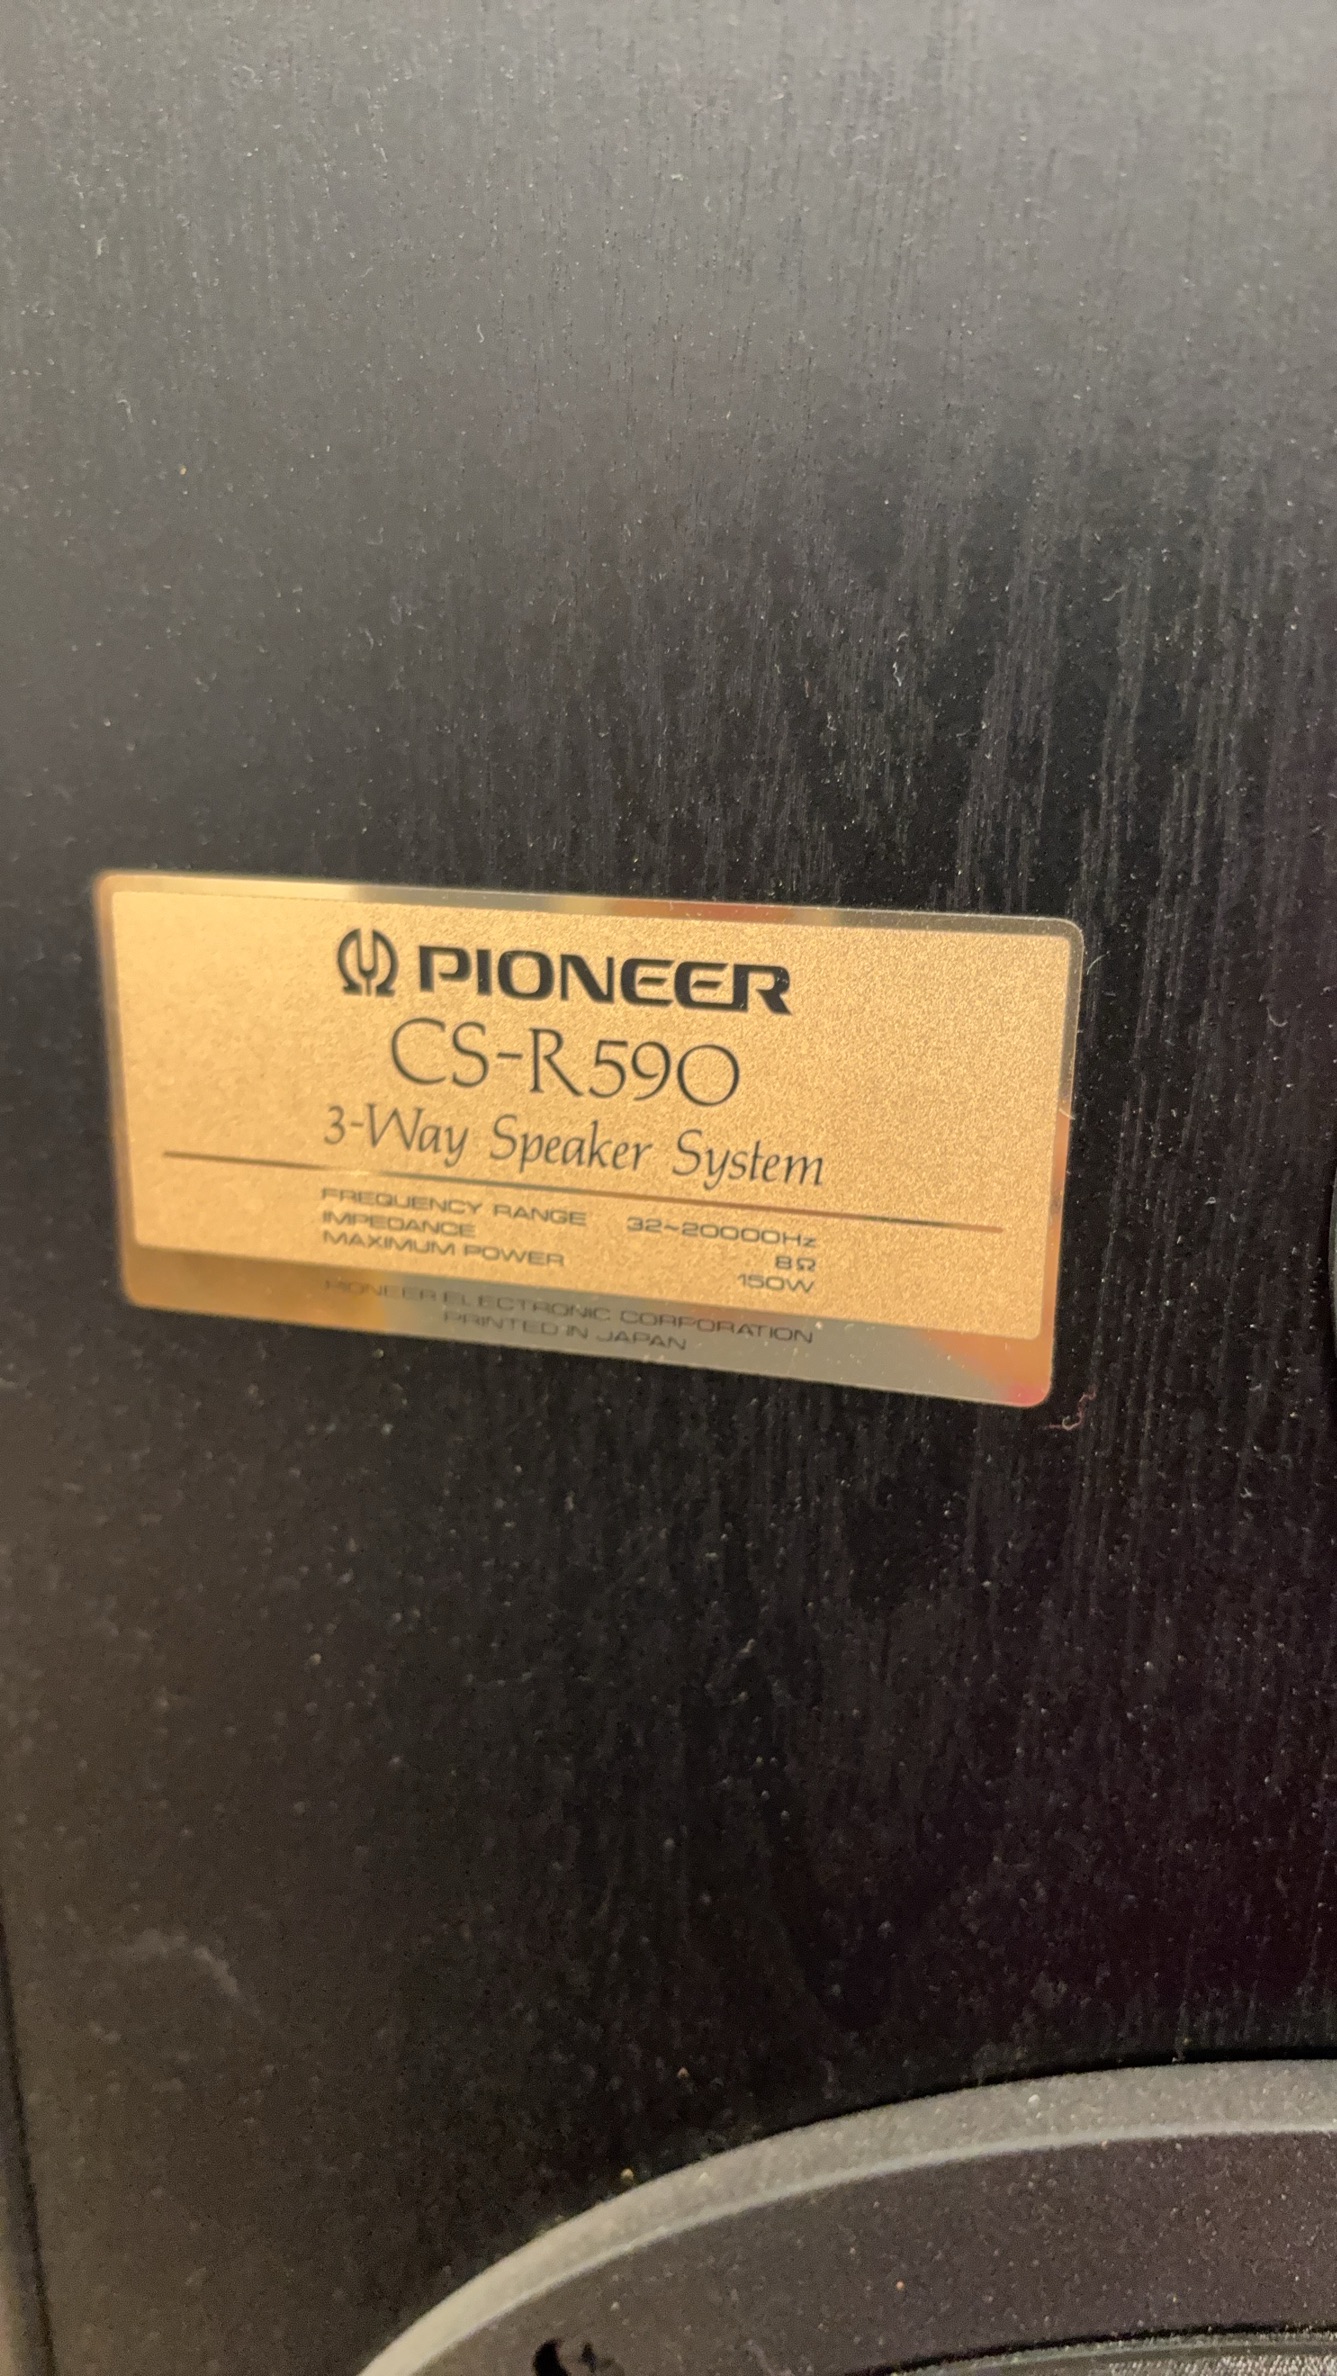 PIONEER
CS-R590
3-Way Speaker System
FREQUENCY RANGE 32~20000Hz
IMPEDANCE 8Ω
MAXIMUM POWER 150W
PIONEER ELECTRONIC CORPORATION
PRINTED IN JAPAN